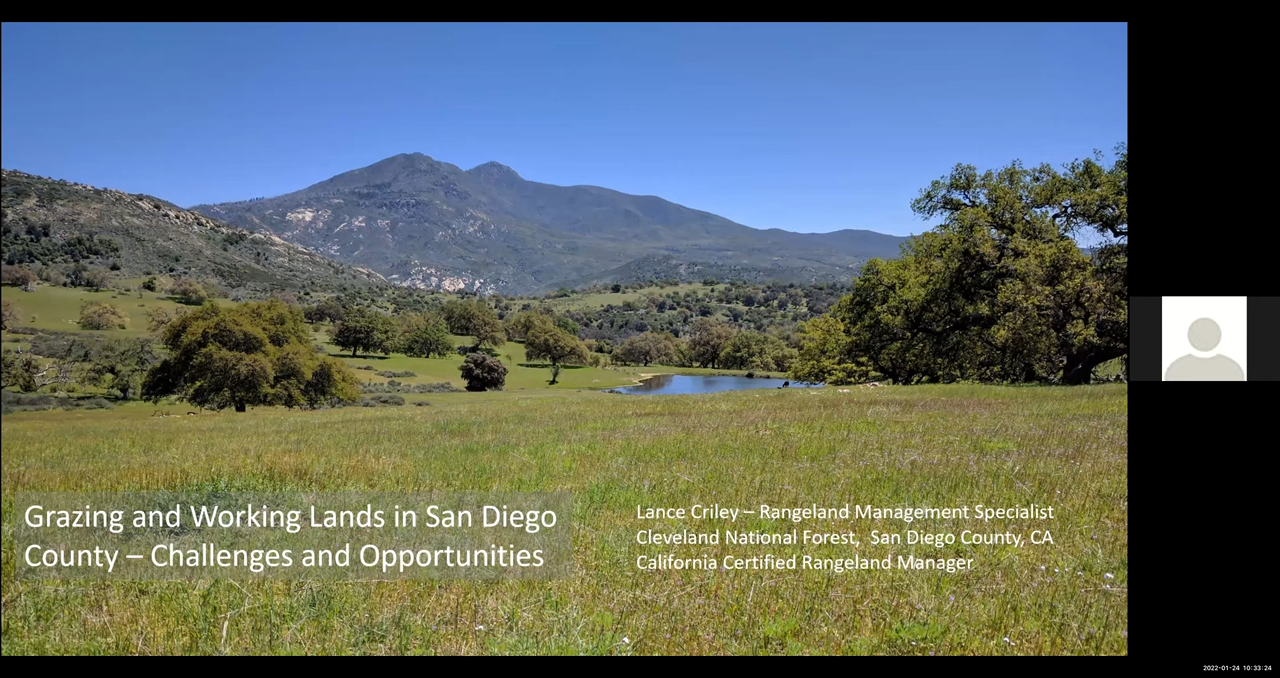 Grazing and Working Lands in San Diego
County – Challenges and Opportunities
Lance Criley – Rangeland Management Specialist
Cleveland National Forest,  San Diego County, CA
California Certified Rangeland Manager
2022-01-24 10:33:24